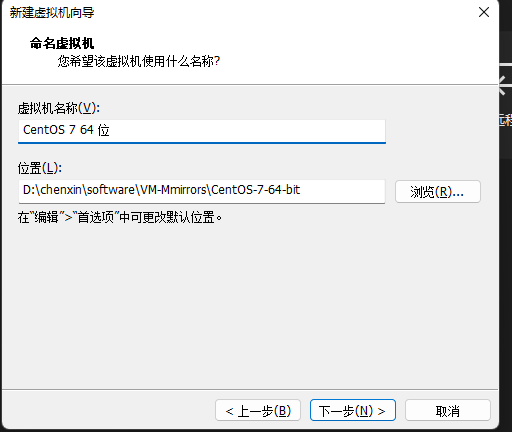 新建虚拟机向导
命名虚拟机
您希望该虚拟机使用什么名称?
虚拟机名称(V):
CentOS 7 64 位
位置(L):
D:\chenxin\software\VM-Mmirrors\CentOS-7-64-bit
浏览(R)...
在"编辑">"首选项"中可更改默认位置。
< 上一步(B)
下一步(N) >
取消
远程